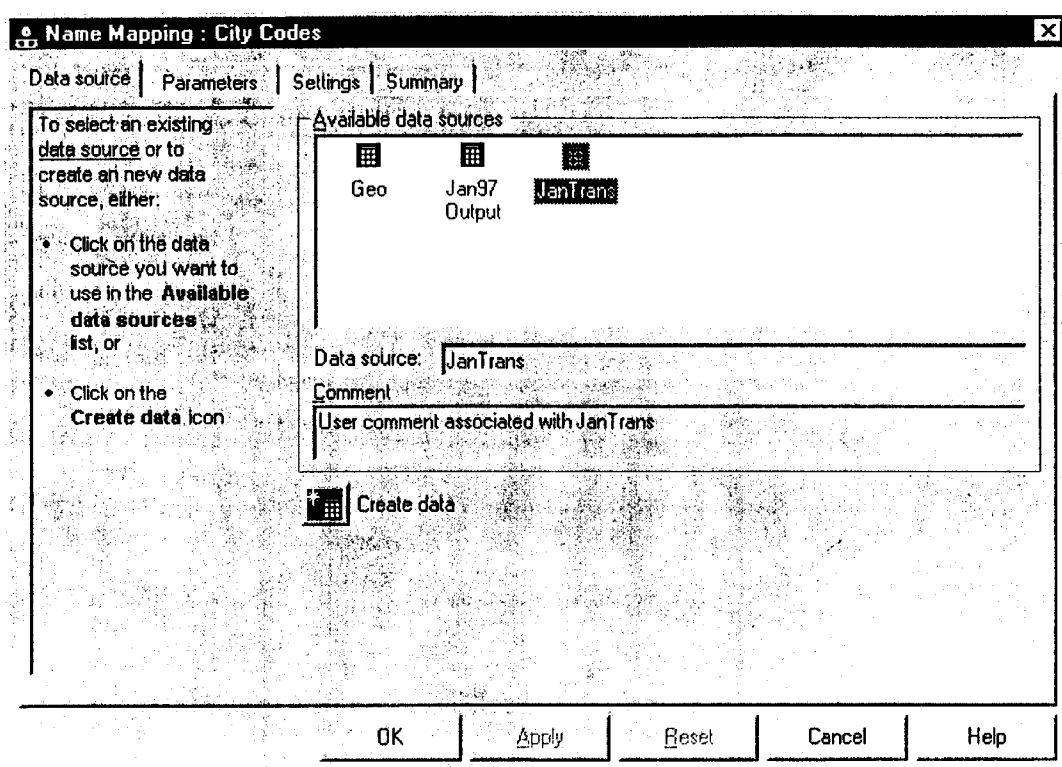 Name Mapping : City Codes
Data source
Parameters
Settings
Summary
To select an existing
data source or to
create an new data
source, either:
• Click on the data
source you want to
use in the Available
data sources
list, or
• Click on the
Create data icon
Available data sources
Geo
Jan97
Output
JanTrans
Data source: JanTrans
Comment
User comment associated with JanTrans
Create data
OK
Apply
Reset
Cancel
Help